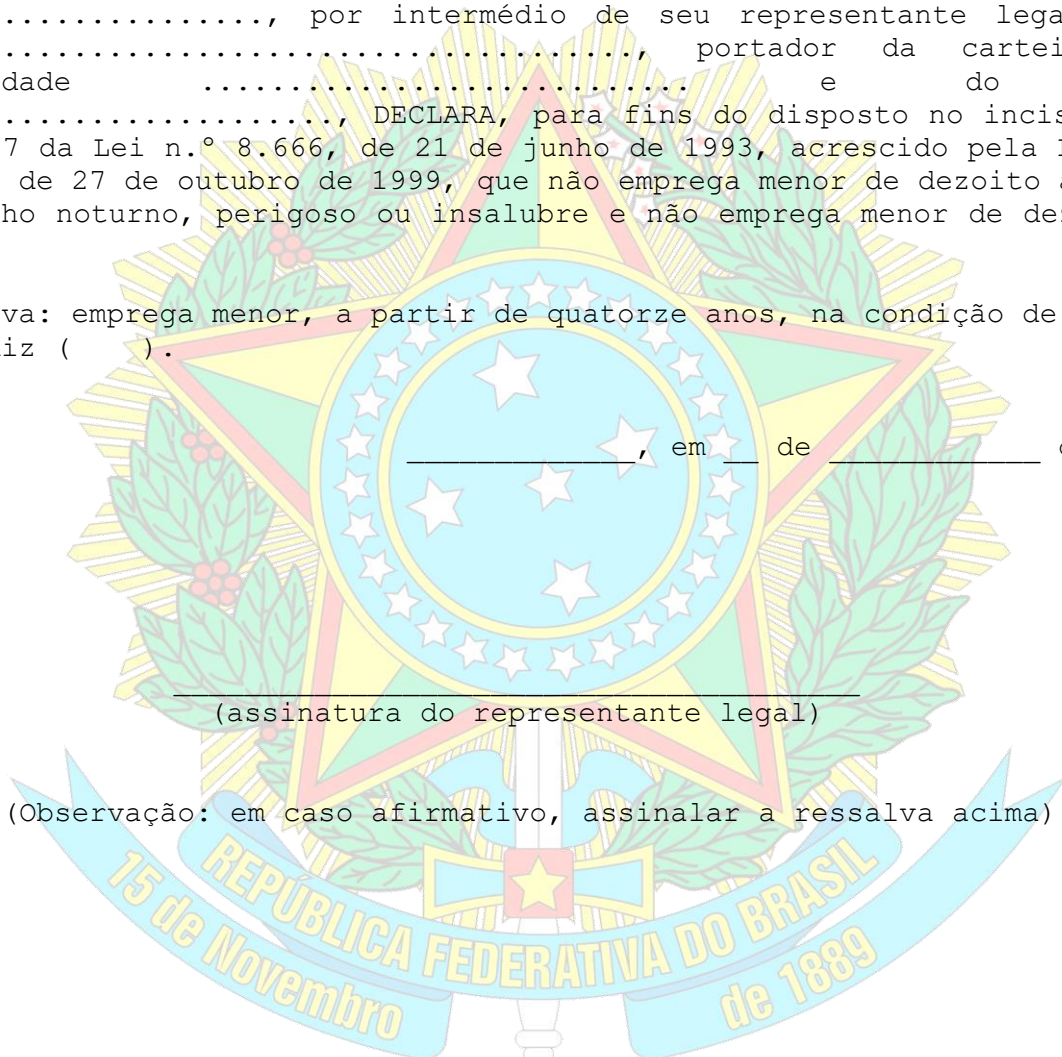 ..............., por intermédio de seu representante lega
...................................., portador da cartei
dade ............................ e do
..................., DECLARA, para fins do disposto no incis
7 da Lei n.º 8.666, de 21 de junho de 1993, acrescido pela
de 27 de outubro de 1999, que não emprega menor de dezoito
ho noturno, perigoso ou insalubre e não emprega menor de de
va: emprega menor, a partir de quatorze anos, na condição de
iz ( ).
_____________, em __ de ____________
_______________________________________
(assinatura do representante legal)
(Observação: em caso afirmativo, assinalar a ressalva acima)
REPÚBLICA FEDERATIVA DO BRASIL
15 de Novembro de 1889